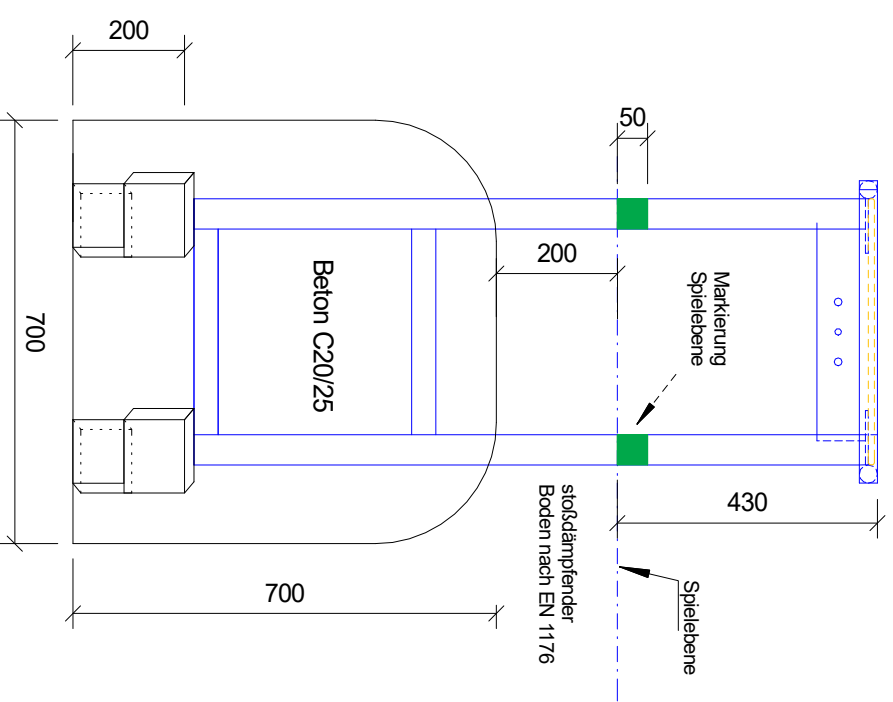 200
50
200
Markierung
Spielebene
Beton C20/25
700
430
stoßdämpfender
Boden nach EN 1176
Spielebene
700